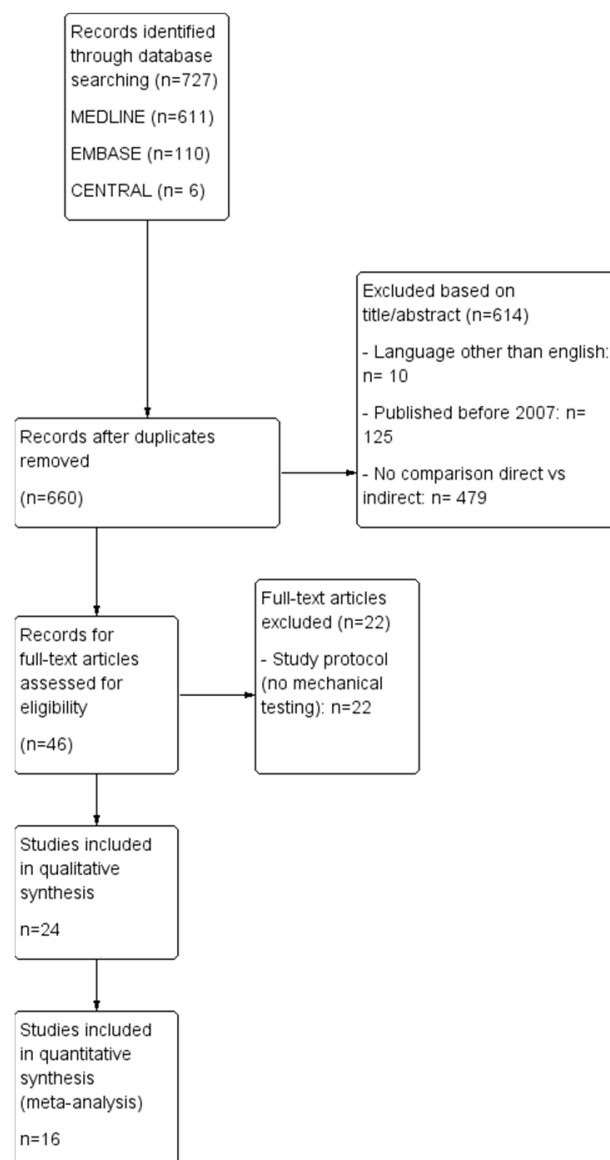 Records identified
through database
searching (n=727)
MEDLINE (n=611)
EMBASE (n=110)
CENTRAL (n= 6)
Excluded based on
title/abstract (n=614)
- Language other than english:
n= 10
- Published before 2007: n=
125
- No comparison direct vs
indirect: n= 479
Records after duplicates
removed
(n=660)
Full-text articles
excluded (n=22)
- Study protocol
(no mechanical
testing): n=22
Records for
full-text articles
assessed for
eligibility
(n=46)
Studies included
in qualitative
synthesis
n=24
Studies included
in quantitative
synthesis
(meta-analysis)
n=16